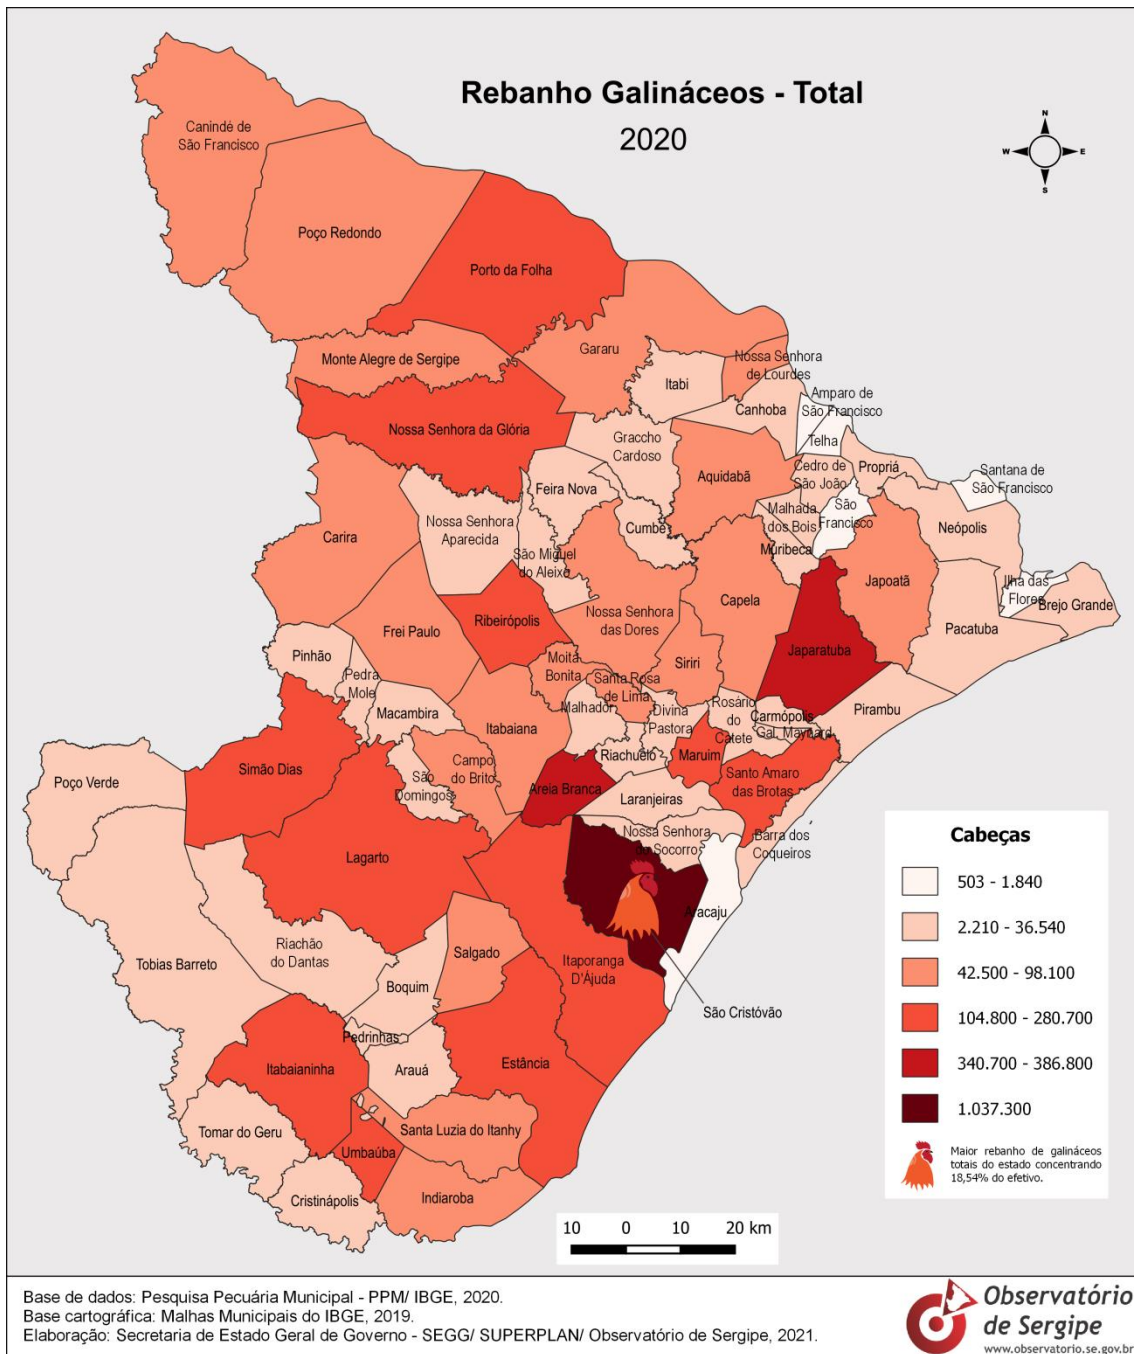 Rebanho Galináceos - Total
2020
N
W
E
S
Canindé de
São Francisco
Poço Redondo
Porto da Folha
Monte Alegre de Sergipe
Gararu
Nossa Senhora
de Lourdes
Itabi
Amparo de
São Francisco
Canhoba
Nossa Senhora da Glória
Graccho
Cardoso
Telha
Aquidabã
Cedro de
São João
Propriá
Santana de
São Francisco
Feira Nova
Carira
Nossa Senhora
Aparecida
Cumbe
Malhada
dos Bois
São
Francisco
Neópolis
São Miguel
do Aleixo
Muribeca
Japoatã
Ilha das
Flores
Brejo Grande
Ribeirópolis
Nossa Senhora
das Dores
Capela
Frei Paulo
Pacatuba
Japaratuba
Pinhão
Pedra
Mole
Moita
Bonita
Siriri
Santa Rosa
de Lima
Macambira
Itabaiana
Malhador
Divina
Pastora
Rosário
do
Catete
Carmópolis
Gal. Maynard
Pirambu
Poço Verde
Simão Dias
São
Domingos
Campo
do Brito
Riachuelo
Maruim
Santo Amaro
das Brotas
Areia Branca
Laranjeiras
Nossa Senhora
do Socorro
Barra dos
Coqueiros
Lagarto
Aracaju
Tobias Barreto
Riachão
do Dantas
Salgado
Itaporanga
D'Ájuda
Boquim
São Cristóvão
Pedrinhas
Itabaianinha
Arauá
Estância
Tomar do Geru
Santa Luzia do Itanhy
Umbaúba
Cristinápolis
Indiaroba
Cabeças
503 - 1.840
2.210 - 36.540
42.500 - 98.100
104.800 - 280.700
340.700 - 386.800
1.037.300
Maior rebanho de galináceos
totais do estado concentrando
18,54% do efetivo.
10 0 10 20 km
Base de dados: Pesquisa Pecuária Municipal - PPM/ IBGE, 2020.
Base cartográfica: Malhas Municipais do IBGE, 2019.
Elaboração: Secretaria de Estado Geral de Governo - SEGG/ SUPERPLAN/ Observatório de Sergipe, 2021.
Observatório
de Sergipe
www.observatorio.se.gov.br